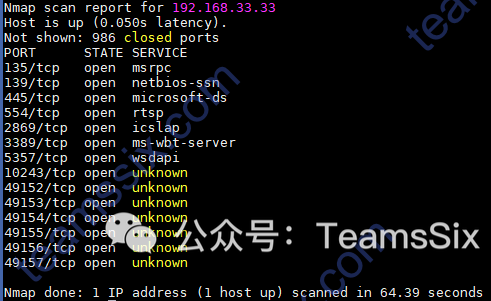 Nmap scan report for 192.168.33.33
Host is up (0.050s latency).
Not shown: 986 closed ports
PORT STATE SERVICE
135/tcp open msrpc
139/tcp open netbios-ssn
445/tcp open microsoft-ds
554/tcp open rtsp
2869/tcp open icslap
3389/tcp open ms-wbt-server
5357/tcp open wsdapi
10243/tcp open unknown
49152/tcp open unknown
49153/tcp open unknown
49154/tcp open unknown
49155/tcp open unknown
49156/tcp open unknown
49157/tcp open unknown
公众号：TeamsSix
Nmap done: 1 IP address (1 host up) scanned in 64.39 seconds
teamssix.com